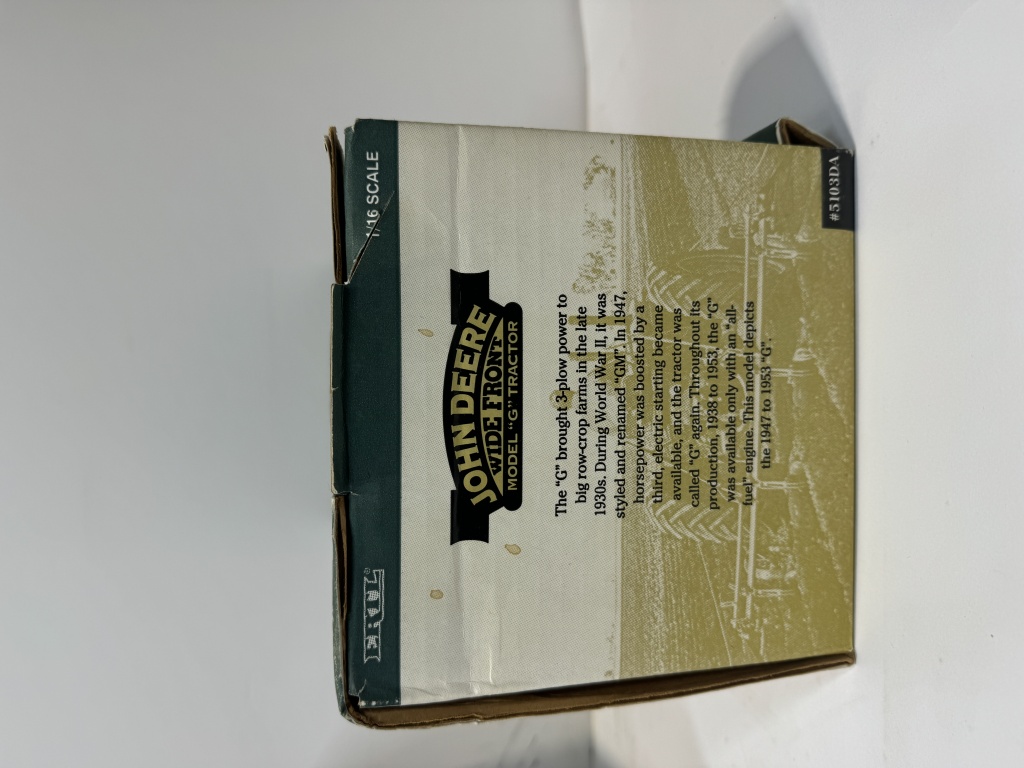 ERTL®
1/16 SCALE
JOHN DEERE
WIDE FRONT
MODEL "G" TRACTOR
The "G" brought 3-plow power to
big row-crop farms in the late
1930s. During World War II, it was
styled and renamed "GM". In 1947,
horsepower was boosted by a
third, electric starting became
available, and the tractor was
called "G" again. Throughout its
production, 1938 to 1953, the "G"
was available only with an "all-
fuel" engine. This model depicts
the 1947 to 1953 "G".
#5103DA